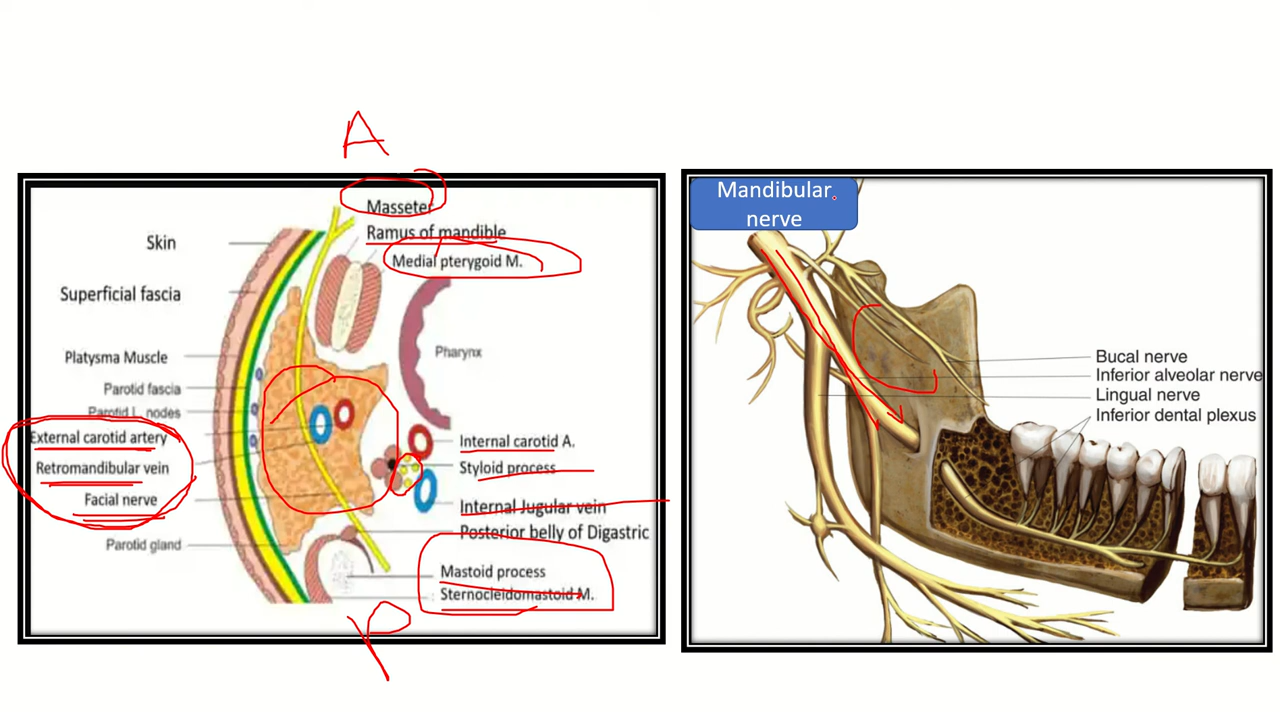 A
Masseter
Ramus of mandible
Medial pterygoid M.
Skin
Superficial fascia
Platysma Muscle
Parotid fascia
Parotid L. nodes
External carotid artery
Retromandibular vein
Facial nerve
Parotid gland
Pharynx
Internal carotid A.
Styloid process
Internal Jugular vein
Posterior belly of Digastric
Mastoid process
Sternocleidomastoid M.
P
Mandibular
nerve
Bucal nerve
Inferior alveolar nerve
Lingual nerve
Inferior dental plexus